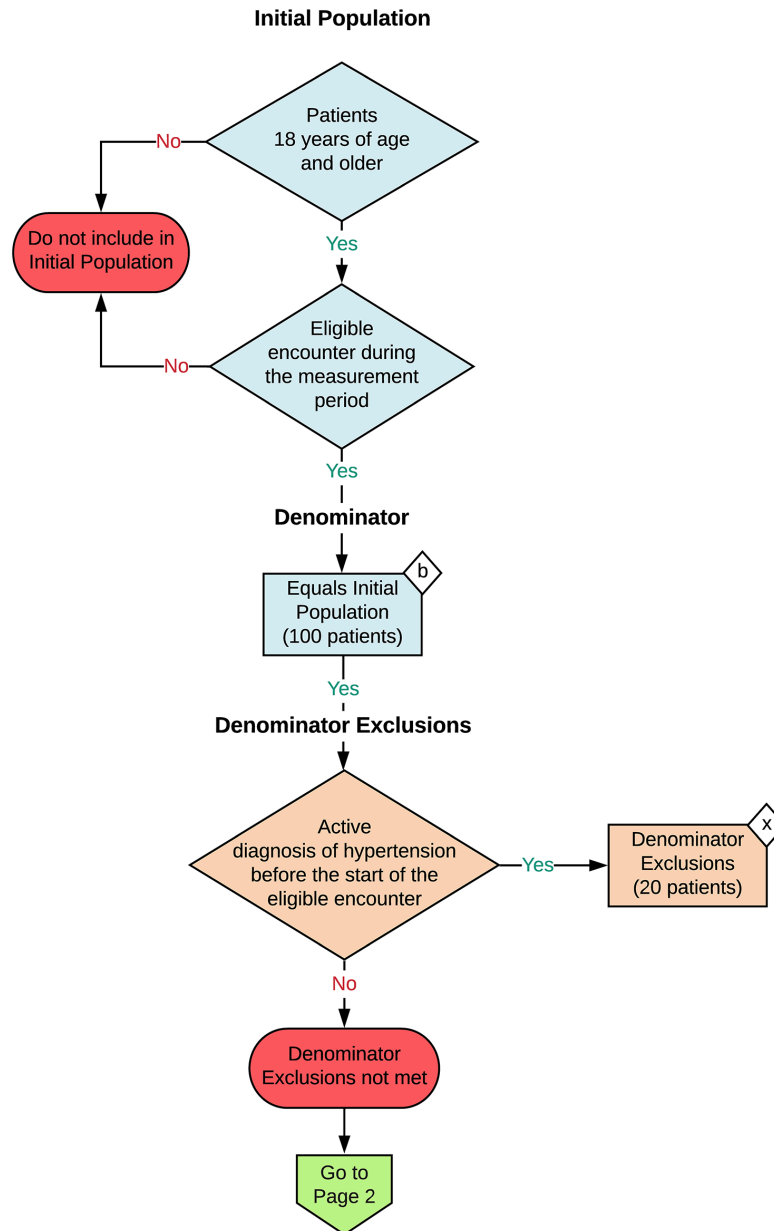 Initial Population
Patients
18 years of age
and older
No
Do not include in
Initial Population
Yes
Eligible
encounter during
the measurement
period
No
Yes
Denominator
b
Equals Initial
Population
(100 patients)
Yes
Denominator Exclusions
Active
diagnosis of hypertension
before the start of the
eligible encounter
Yes
x
Denominator
Exclusions
(20 patients)
No
Denominator
Exclusions not met
Go to
Page 2